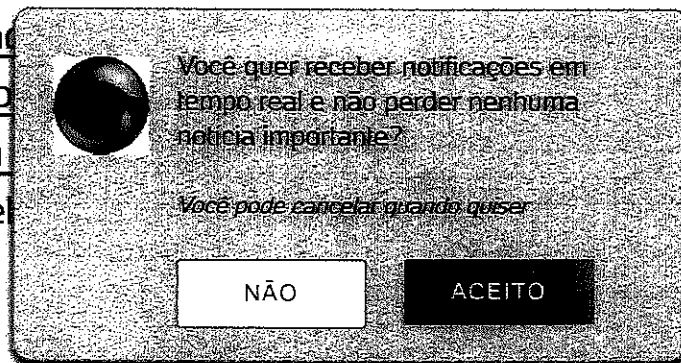 Você quer receber notificações em
tempo real e não perder nenhuma
notícia importante?
Você pode cancelar quando quiser
NÃO
ACEITO